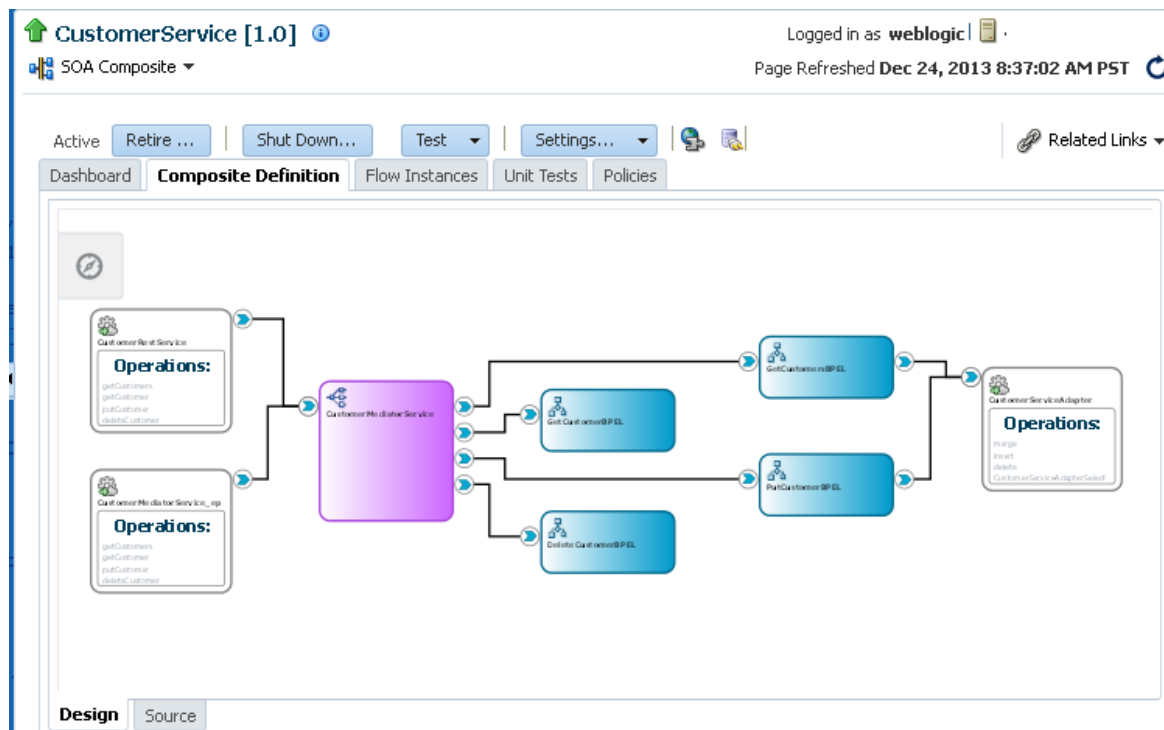 CustomerService [1.0]
Logged in as weblogic
SOA Composite
Page Refreshed Dec 24, 2013 8:37:02 AM PST
Active Retire ... Shut Down... Test Settings... Related Links
Dashboard Composite Definition Flow Instances Unit Tests Policies
CustomerRestService
Operations:
getCustomers
getCustomer
putCustomer
deleteCustomer
CustomerMediatorService_ep
Operations:
getCustomers
getCustomer
putCustomer
deleteCustomer
CustomerMediatorService
GetCustomerBPEL
DeleteCustomerBPEL
GetCustomersBPEL
PutCustomerBPEL
CustomerServiceAdapter
Operations:
merge
insert
delete
CustomerServiceAdapterSelect
Design Source